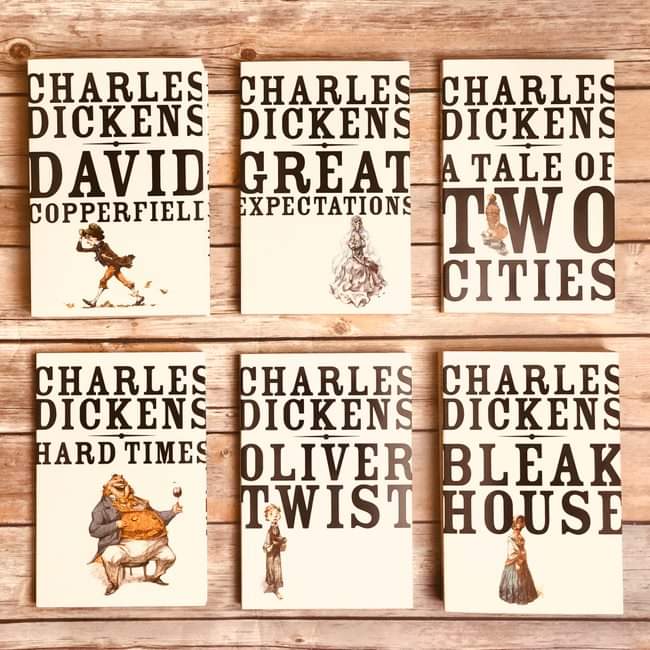 CHARLES
DICKENS
DAVID
COPPERFIELD
CHARLES
DICKENS
GREAT
EXPECTATIONS
CHARLES
DICKENS
A TALE OF
TWO
CITIES
CHARLES
DICKENS
HARD TIMES
CHARLES
DICKENS
OLIVER
TWIST
CHARLES
DICKENS
BLEAK
HOUSE